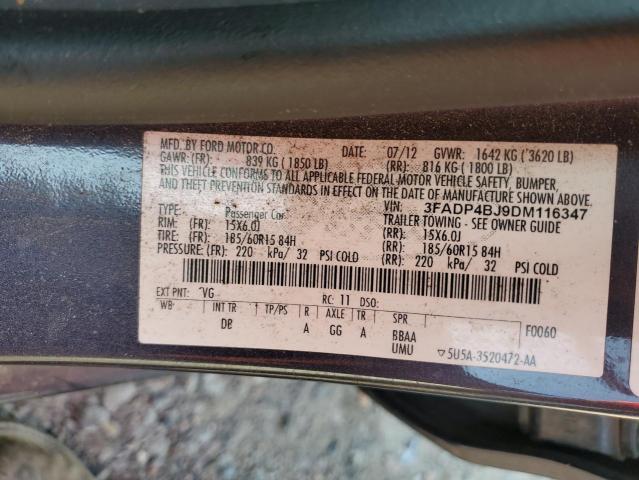 MFD. BY FORD MOTOR CO. DATE: 07/12 GVWR: 1642 KG ( 3620 LB)
GAWR: (FR): 839 KG ( 1850 LB) (RR): 816 KG ( 1800 LB)
THIS VEHICLE CONFORMS TO ALL APPLICABLE FEDERAL MOTOR VEHICLE SAFETY, BUMPER,
AND THEFT PREVENTION STANDARDS IN EFFECT ON THE DATE OF MANUFACTURE SHOWN ABOVE.
VIN: 3FADP4BJ9DM116347
TYPE: Passenger Car TRAILER TOWING - SEE OWNER GUIDE
RIM: (FR): 15X6.0J (RR): 15X6.0J
TIRE: (FR): 185/60R15 84H (RR): 185/60R15 84H
PRESSURE: (FR): 220 kPa/ 32 PSI COLD (RR): 220 kPa/ 32 PSI COLD
EXT PNT: VG RC: 11 DSO:
WB INT TR TP/PS R AXLE TR SPR F0060
DB A GG A BBAA
UMU ▽5U5A-3520472-AA